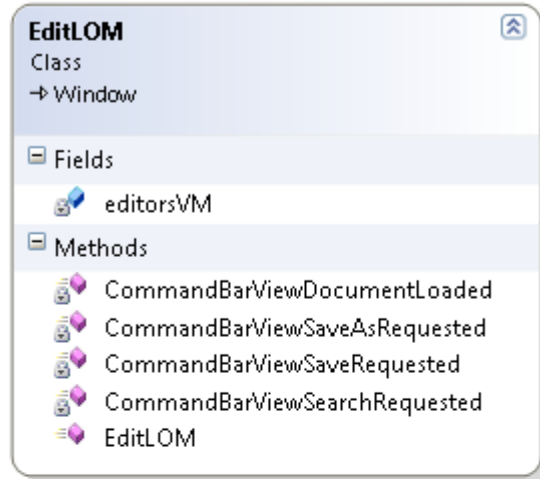 EditLOM
Class
Window
Fields
editorsVM
Methods
CommandBarViewDocumentLoaded
CommandBarViewSaveAsRequested
CommandBarViewSaveRequested
CommandBarViewSearchRequested
EditLOM